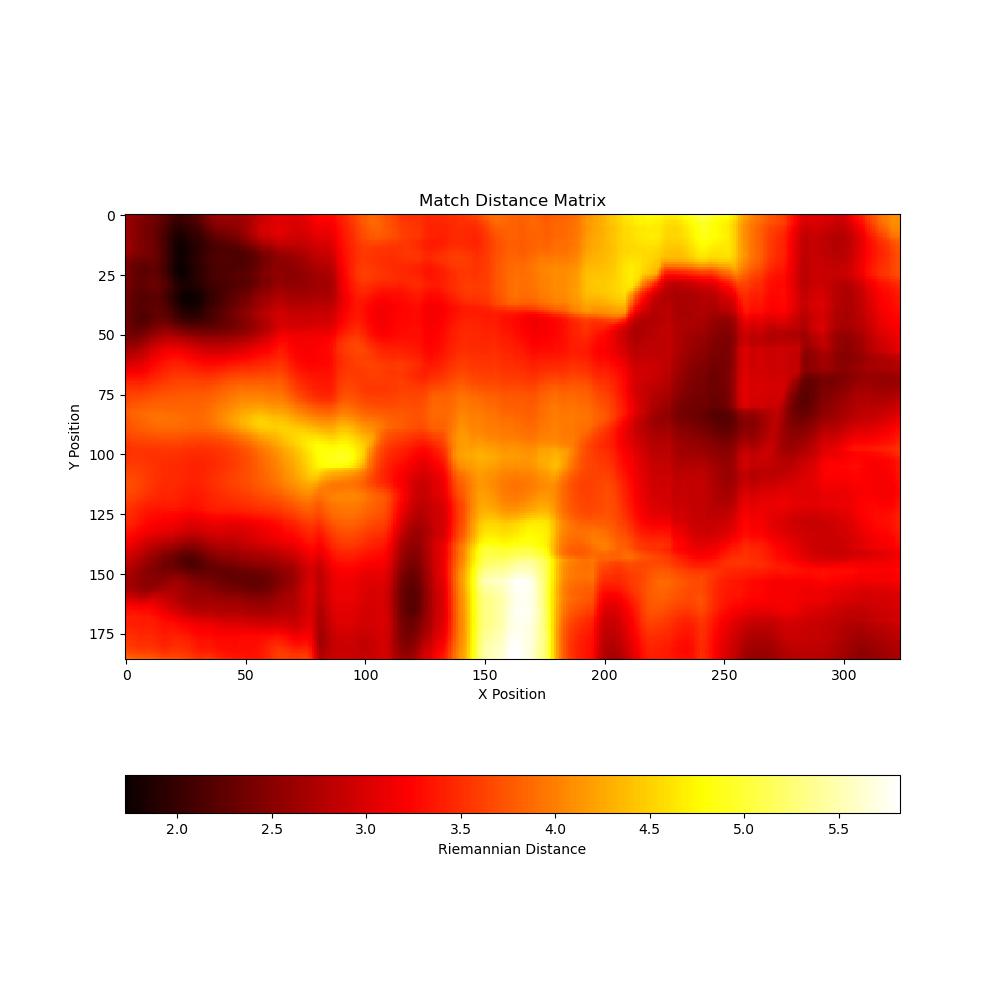 Match Distance Matrix
0
25
50
75
100
125
150
175
Y Position
0 50 100 150 200 250 300
X Position
2.0 2.5 3.0 3.5 4.0 4.5 5.0 5.5
Riemannian Distance